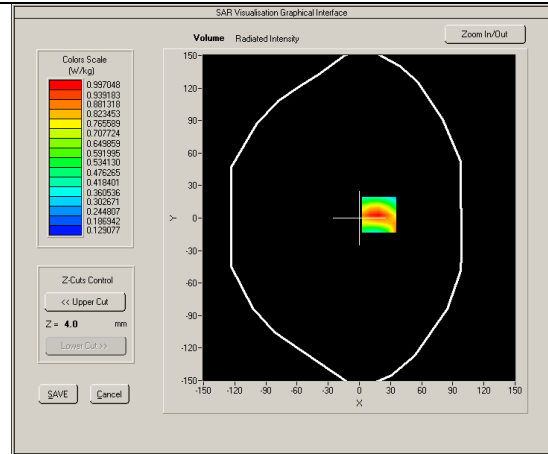 SAR Visualisation Graphical Interface
Volume Radiated Intensity
Zoom In/Out
Colors Scale
(W/kg)
0.997048
0.939183
0.881318
0.823453
0.765589
0.707724
0.649859
0.591995
0.534130
0.476265
0.418401
0.360536
0.302671
0.244807
0.186942
0.129077
Z-Cuts Control
<< Upper Cut
Z = 4.0 mm
Lower Cut >>
SAVE Cancel
150
120
90
60
30
0
-30
-60
-90
-120
-150
Y
-150 -120 -90 -60 -30 0 30 60 90 120 150
X